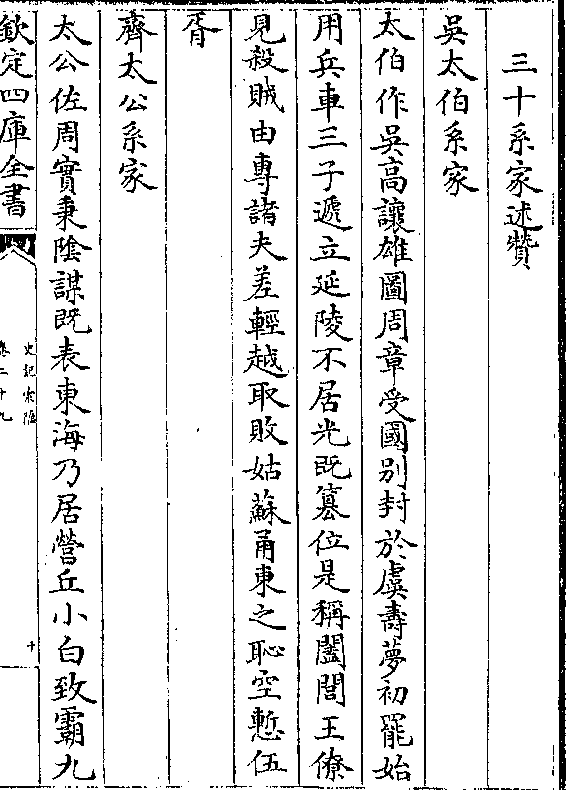 三十系家述贊
吳太伯系家
太伯作吳高讓雄圖周章受國別封於虞壽夢初罷始
用兵車三子遞立延陵不居光既簒位是稱闔閭王僚
見殺賊由專諸夫差輕越取敗姑蘇甬東之恥空慙伍
胥
齊太公系家
太公佐周實秉陰謀既表東海乃居營丘小白致霸九
欽定四庫全書
史記索隱
卷二十九
十